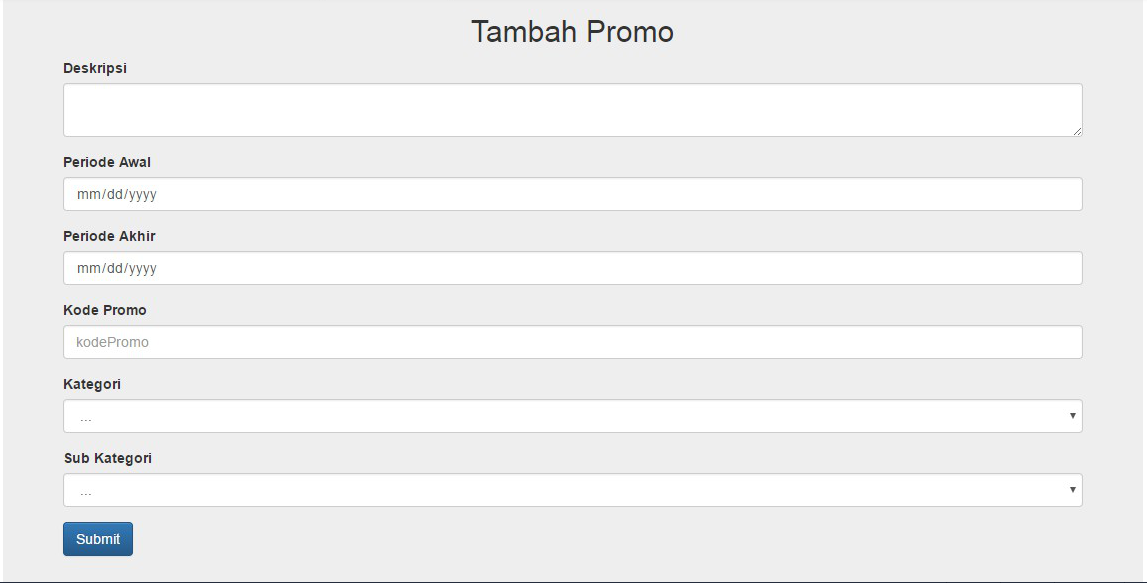 Tambah Promo
Deskripsi
Periode Awal
mm/dd/yyyy
Periode Akhir
mm/dd/yyyy
Kode Promo
kodePromo
Kategori
...
Sub Kategori
...
Submit